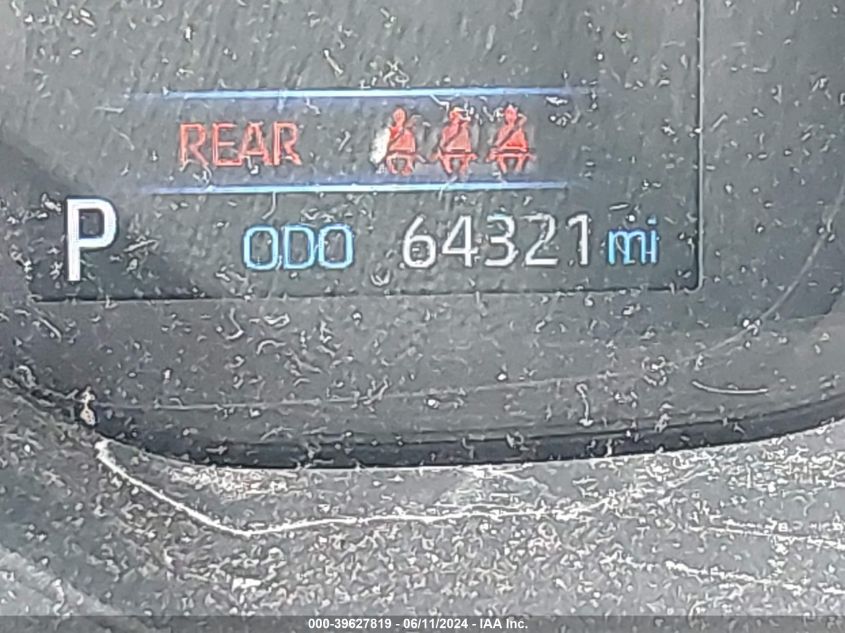 REAR
P ODO 64321 mi
000-39627819 - 06/11/2024 - IAA Inc.